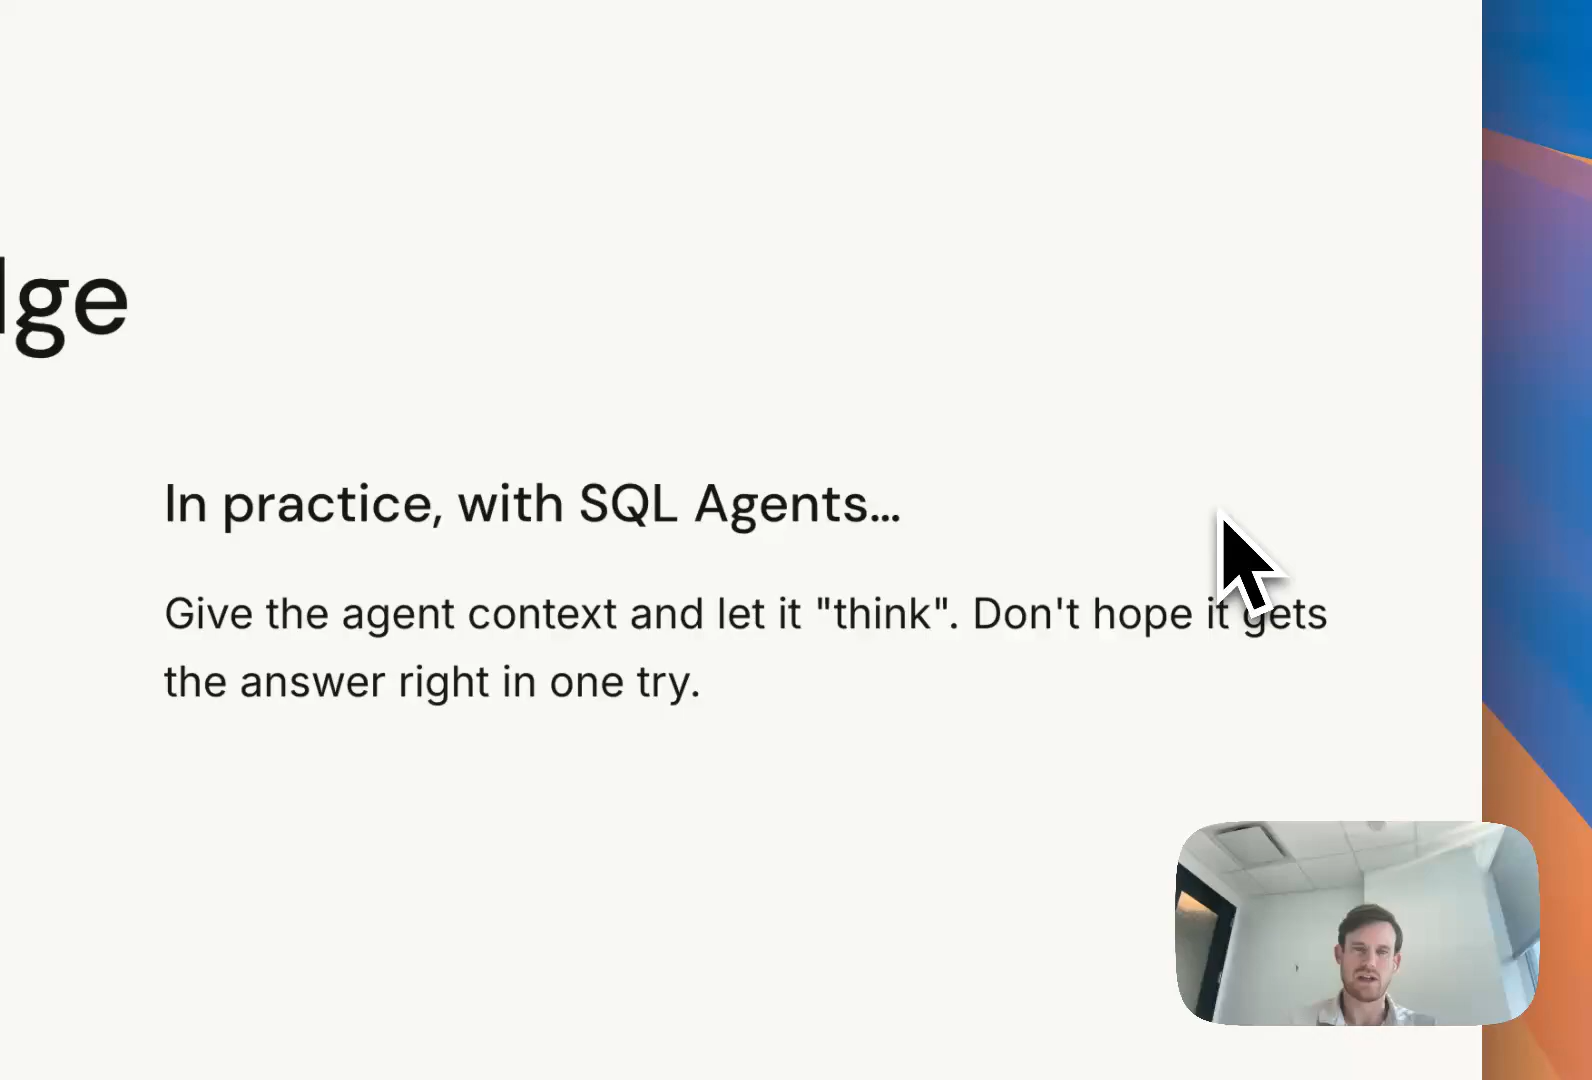 In practice, with SQL Agents...
Give the agent context and let it "think". Don't hope it gets
the answer right in one try.